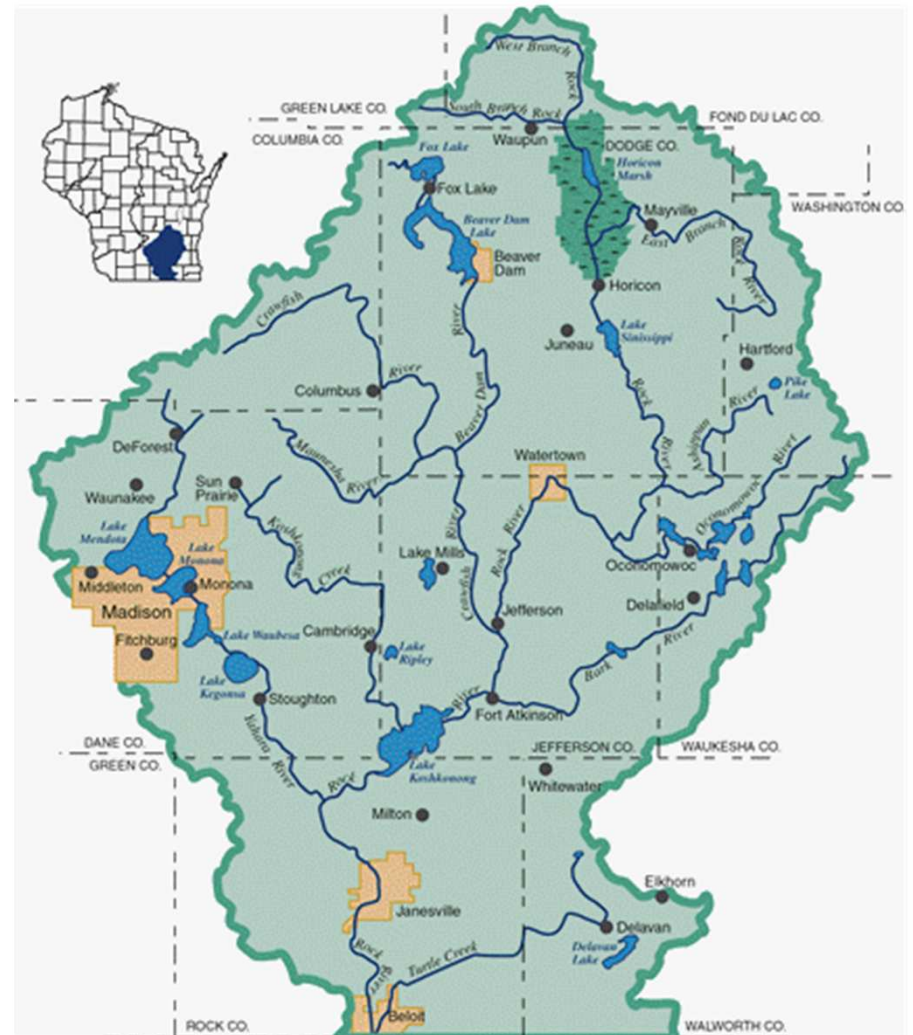 West Branch
Rock
GREEN LAKE CO.
South Branch Rock
FOND DU LAC CO.
COLUMBIA CO.
Waupun
DODGE CO.
Fox Lake
Horicon
Marsh
Fox Lake
WASHINGTON CO.
Mayville
Beaver Dam
Lake
East Branch
Rock
River
Beaver
Dam
Horicon
Crawfish
River
Lake
Sinissippi
Juneau
Hartford
River
Columbus
Rock
Pike
Lake
River
Beaver Dam
DeForest
Maunesha River
River
Ashippun
River
Watertown
Sun
Prairie
Waunakee
Oconomowoc
Lake
Mendota
Koshkonong
River
Rock River
Lake
Monona
Lake Mills
Oconomowoc
Creek
Middleton
Monona
Crawfish
Delafield
Madison
Jefferson
River
Fitchburg
Lake Waubesa
Cambridge
Lake
Ripley
Bark
Lake
Kegonsa
Stoughton
River
Fort Atkinson
Yahara
River
DANE CO.
JEFFERSON CO.
WAUKESHA CO.
GREEN CO.
Lake
Koshkonong
Rock
Whitewater
Milton
Elkhorn
Janesville
Delavan
Rock
River
Turtle Creek
Delavan
Lake
Beloit
ROCK CO.
WALWORTH CO.